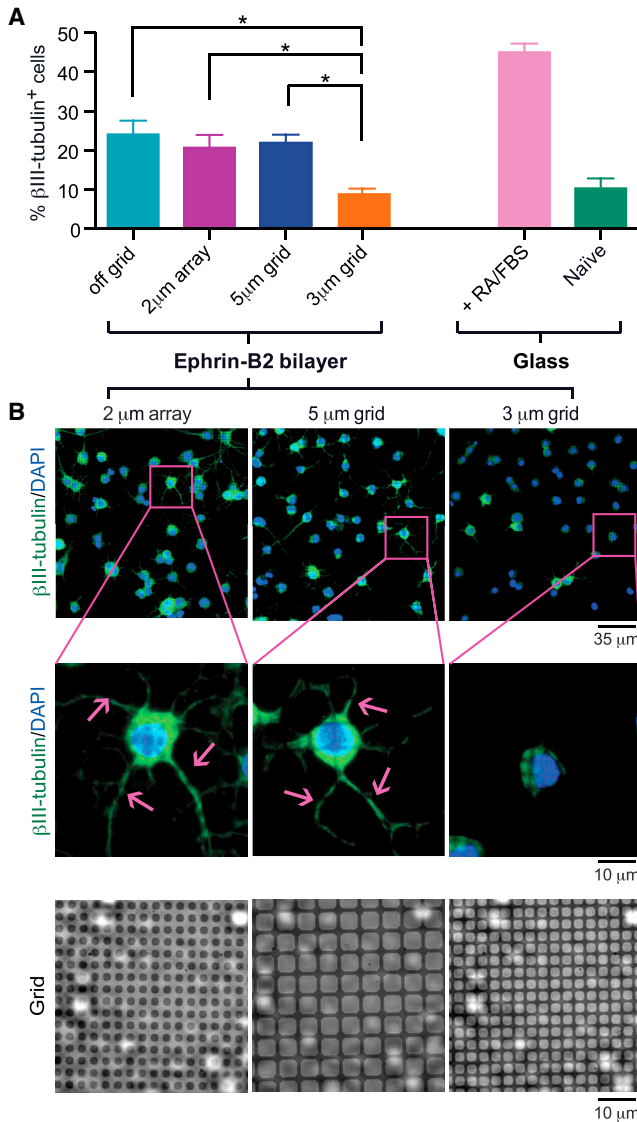 A
% βIII-tubulin⁺ cells
50
40
30
20
10
0
*
*
*
off grid
2μm array
5μm grid
3μm grid
+ RA/FBS
Naïve
Ephrin-B2 bilayer
Glass
B
2 μm array
5 μm grid
3 μm grid
βIII-tubulin/DAPI
35 μm
βIII-tubulin/DAPI
10 μm
Grid
10 μm